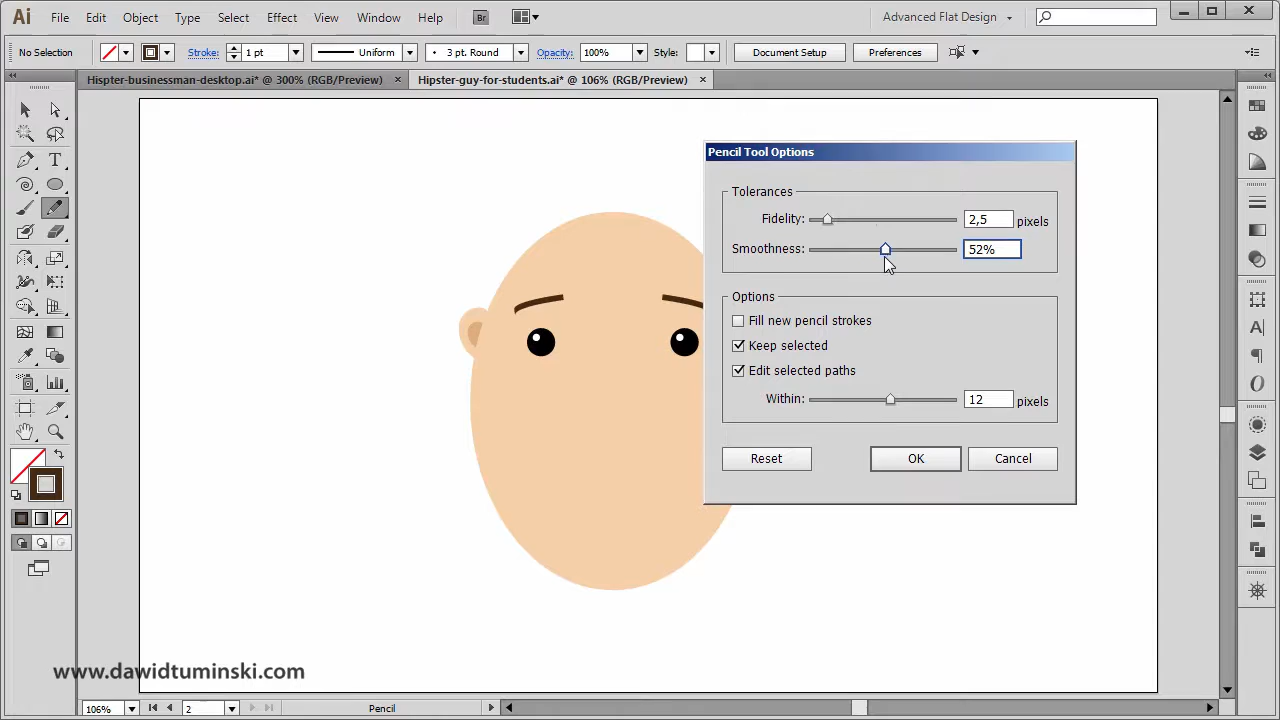 Ai File Edit Object Type Select Effect View Window Help Br Advanced Flat Design
No Selection Stroke: 1 pt Uniform 3 pt. Round Opacity: 100% Style: Document Setup Preferences
Hispter-businessman-desktop.ai* @ 300% (RGB/Preview) × Hipster-guy-for-students.ai* @ 106% (RGB/Preview) ×
Pencil Tool Options
Tolerances
Fidelity: 2,5 pixels
Smoothness: 52%
Options
Fill new pencil strokes
Keep selected
Edit selected paths
Within: 12 pixels
Reset OK Cancel
www.dawidtuminski.com
106% 2 Pencil